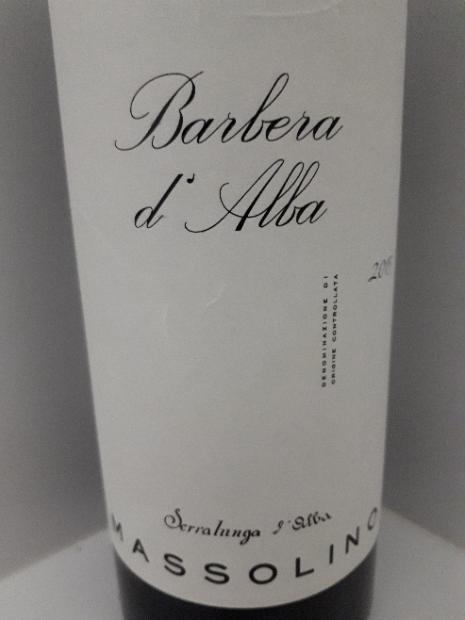 Barbera
d'Alba
DENOMINAZIONE DI
ORIGINE CONTROLLATA
Serralunga d'Alba
MASSOLINO